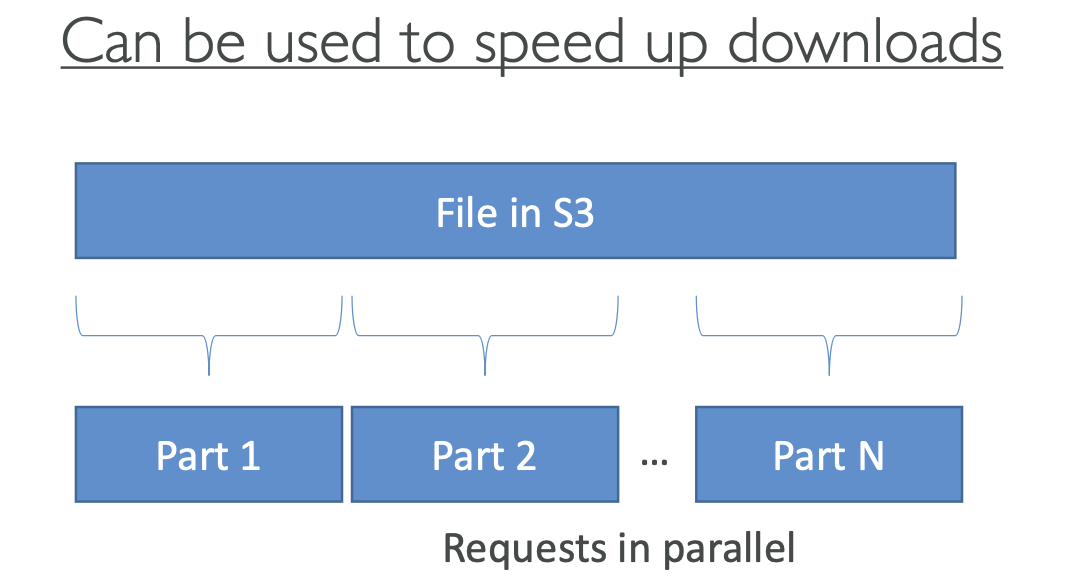 Can be used to speed up downloads
File in S3
Part 1
Part 2
...
Part N
Requests in parallel